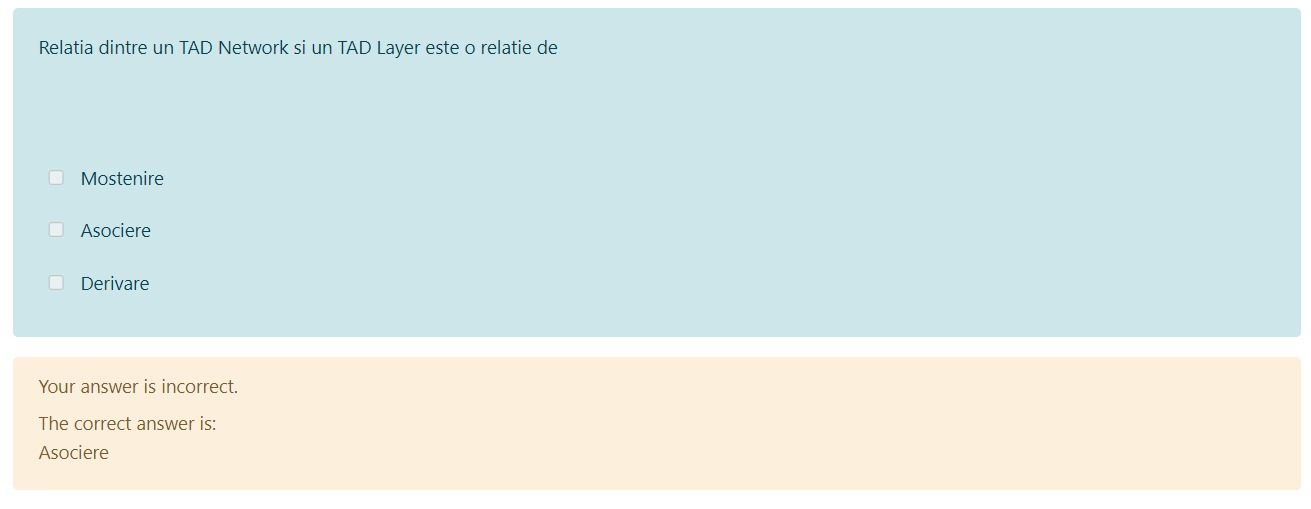 Relatia dintre un TAD Network si un TAD Layer este o relatie de
Mostenire
Asociere
Derivare
Your answer is incorrect.
The correct answer is:
Asociere